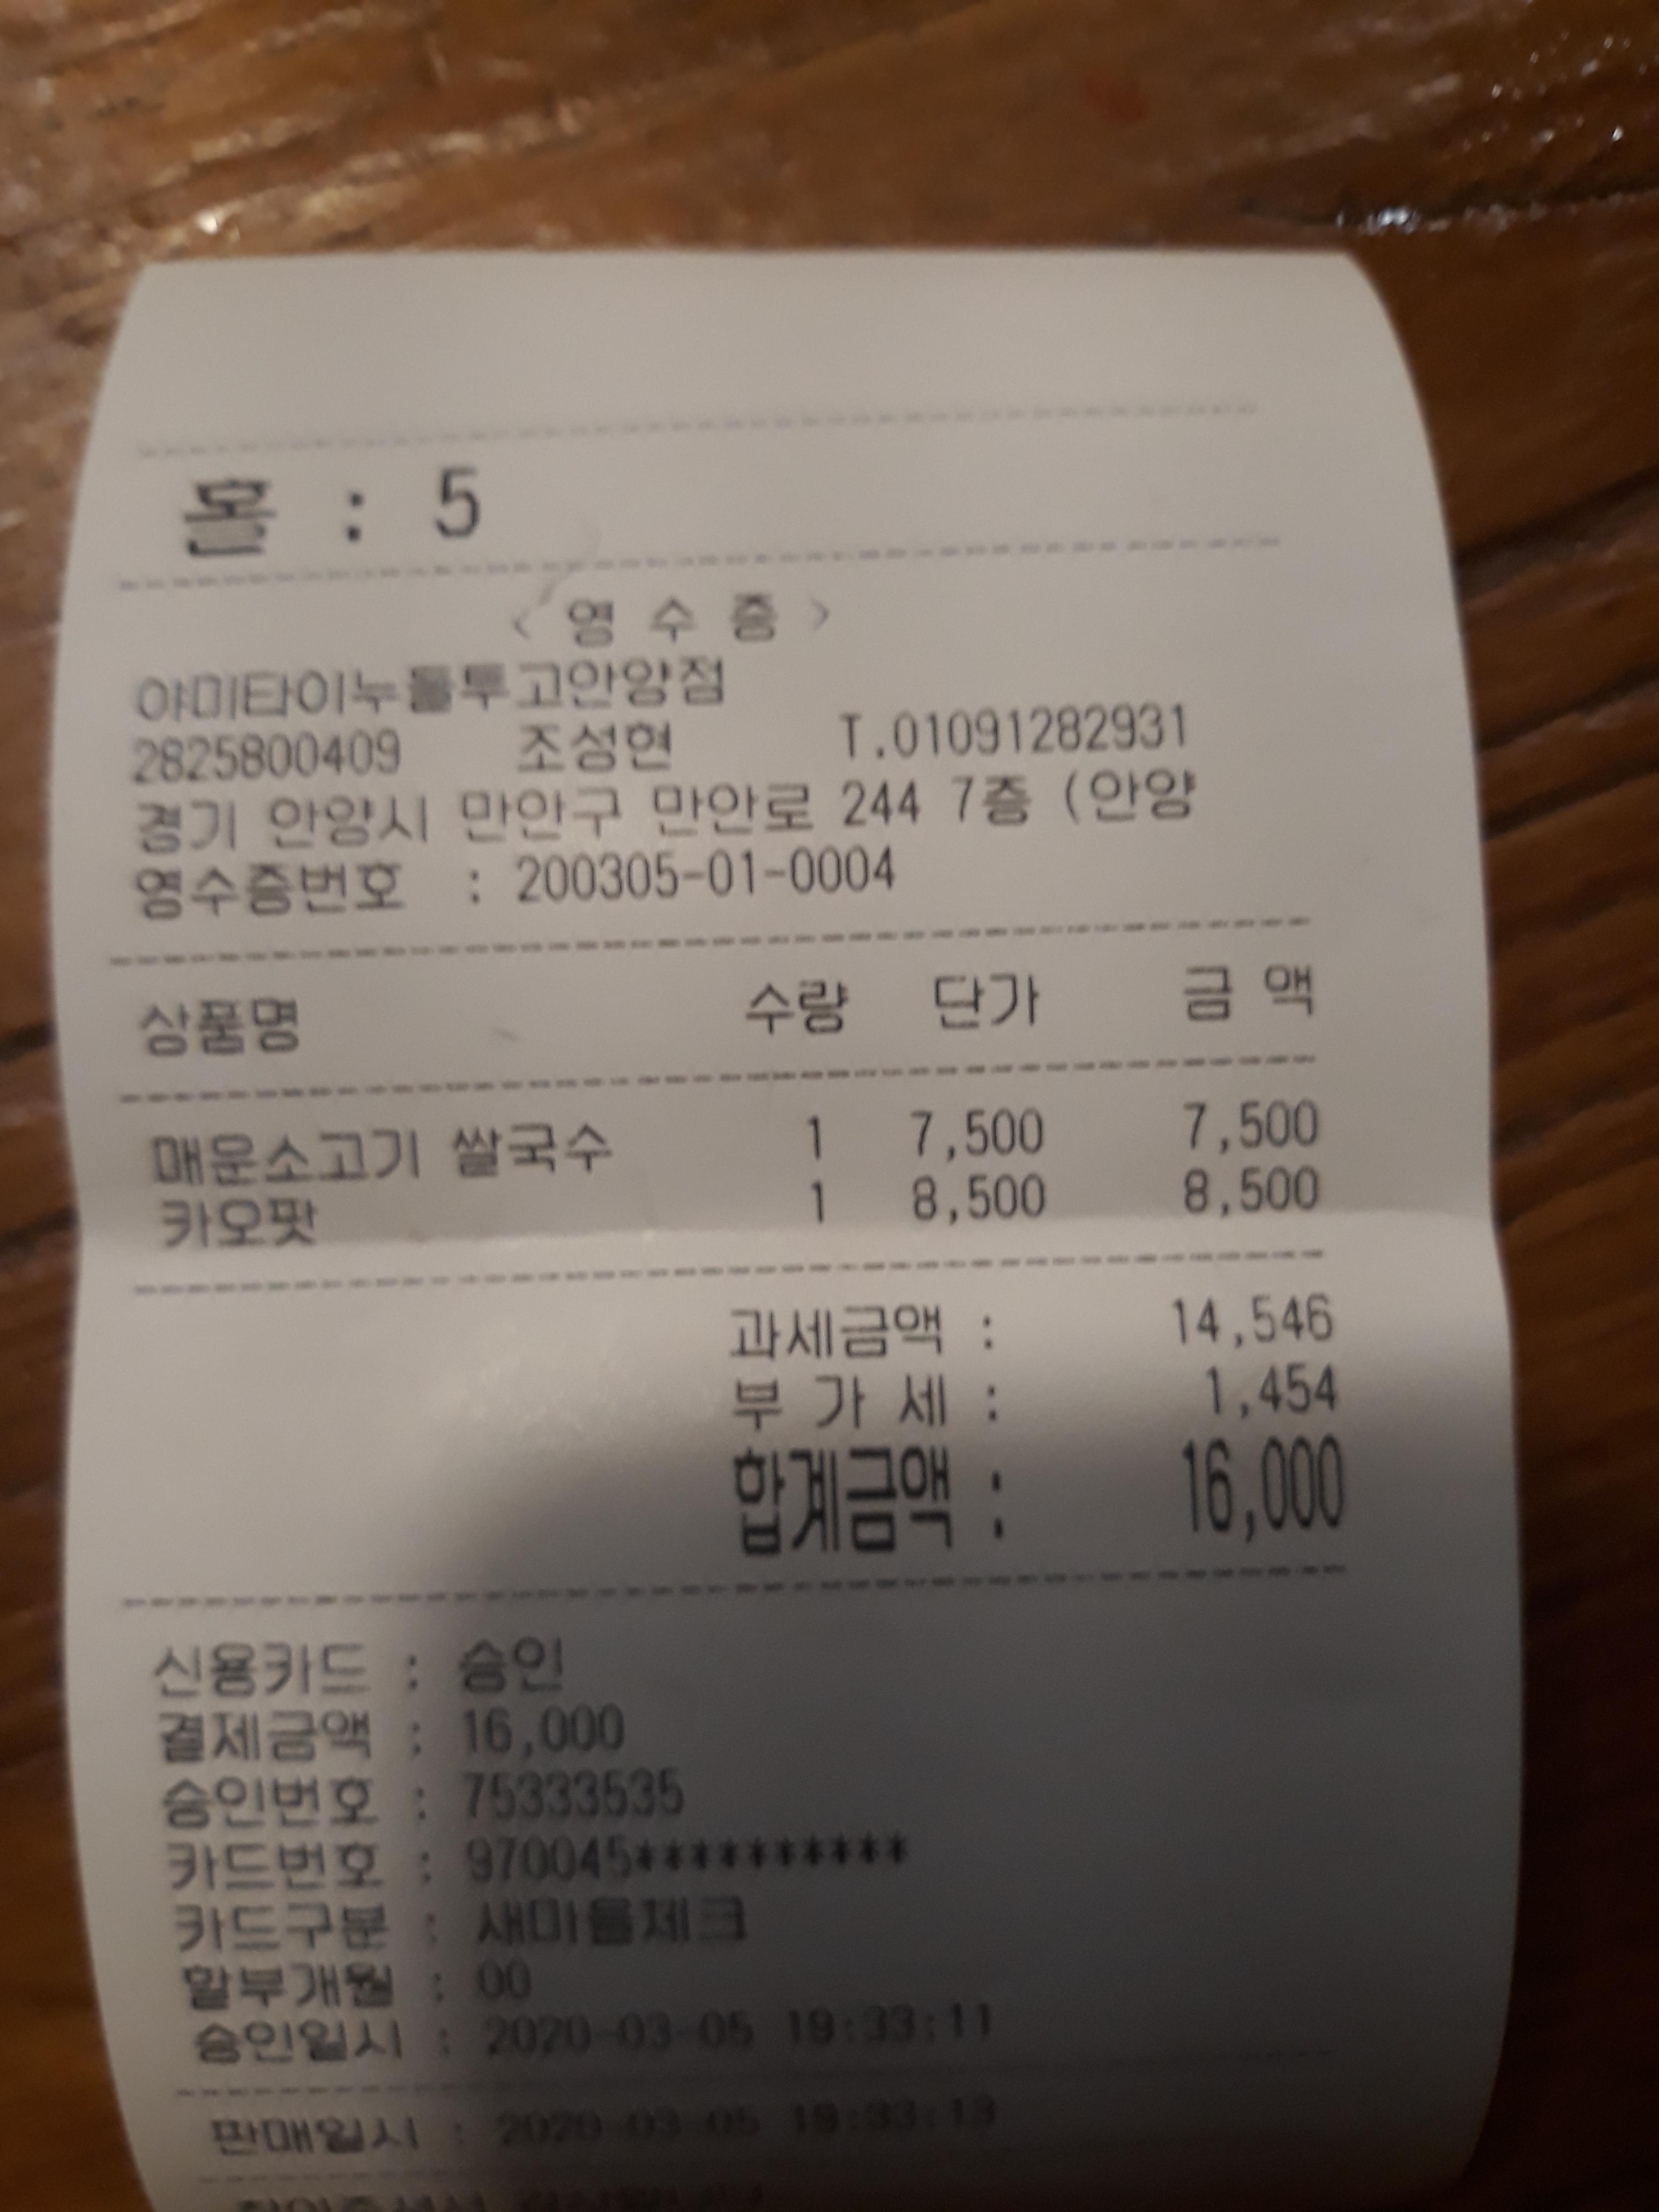 홀 : 5
< 영 수 증 >
야미타이누들투고안양점
2825800409 조성현 T.01091282931
경기 안양시 만안구 만안로 244 7층 (안양
영수증번호 : 200305-01-0004
상품명 수량 단가 금 액
매운소고기 쌀국수 1 7,500 7,500
카오팟 1 8,500 8,500
과세금액 : 14,546
부 가 세 : 1,454
합계금액 : 16,000
신용카드 : 승인
결제금액 : 16,000
승인번호 : 75333535
카드번호 : 970045**********
카드구분 : 새마을체크
할부개월 : 00
승인일시 : 2020-03-05 19:33:11
판매일시 : 2020-03-05 19:33:13